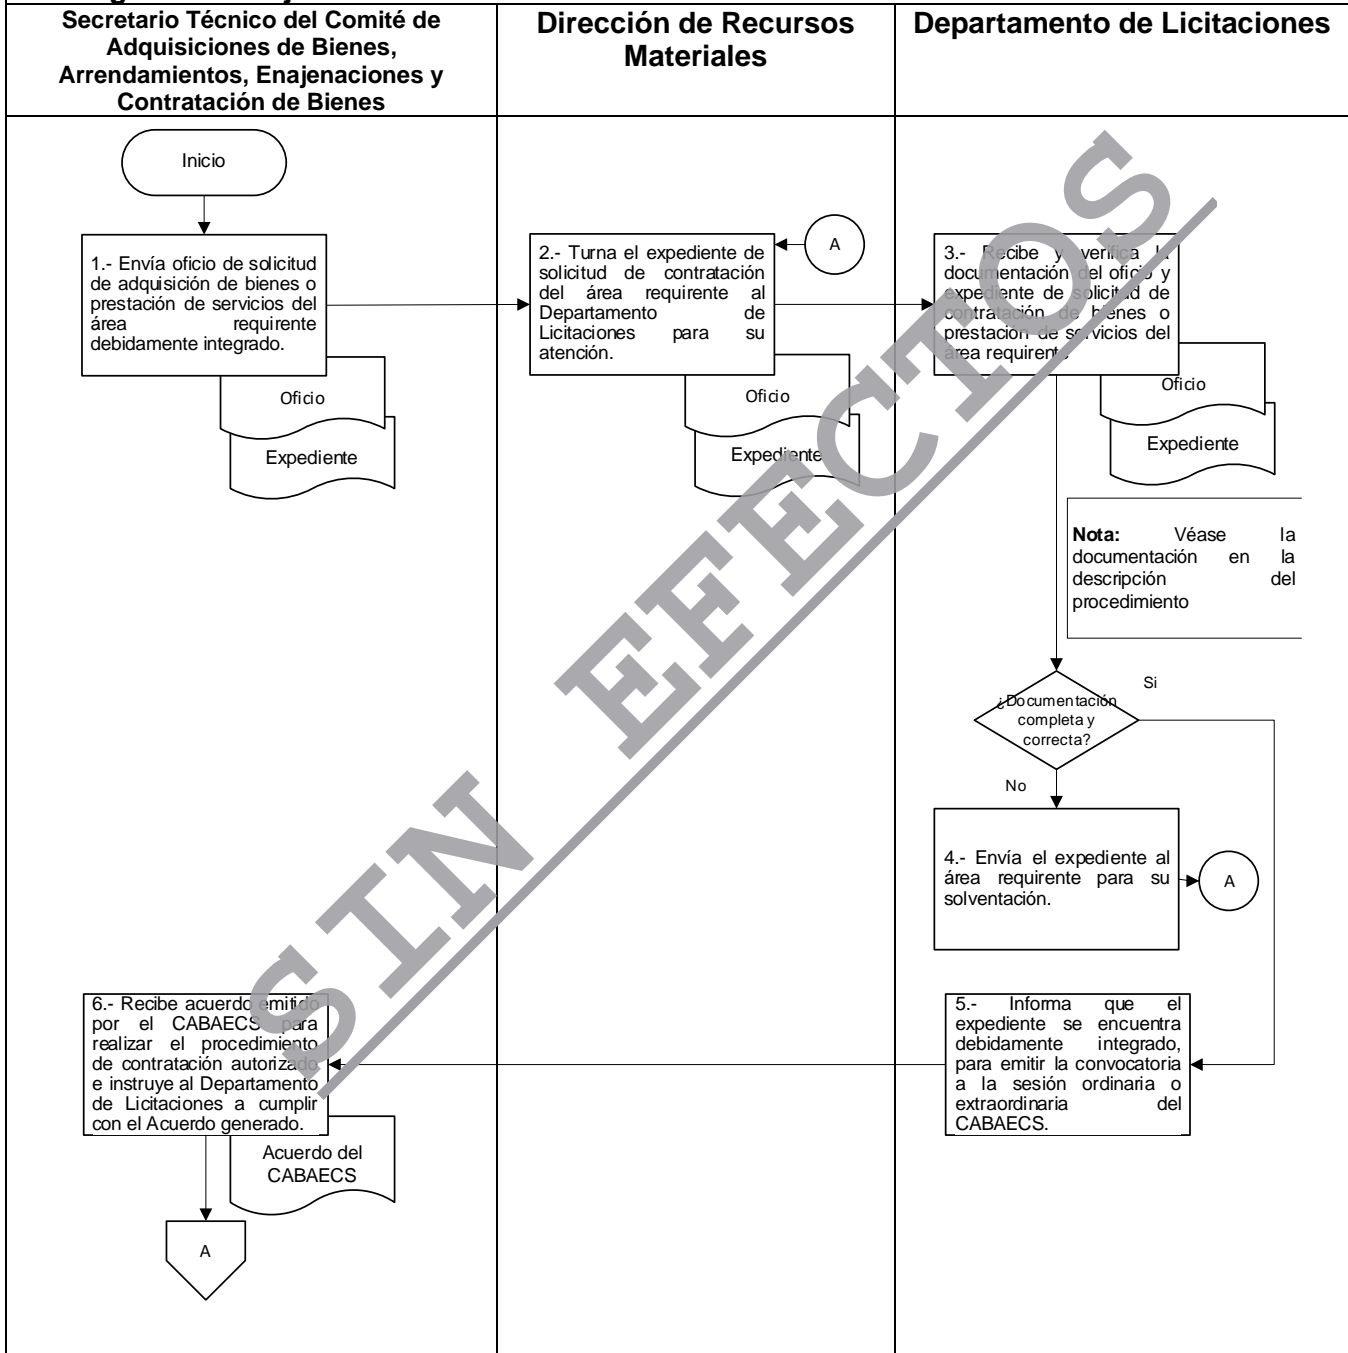 Secretario Técnico del Comité de
Adquisiciones de Bienes,
Arrendamientos, Enajenaciones y
Contratación de Bienes
Dirección de Recursos
Materiales
Departamento de Licitaciones
Inicio
1.- Envía oficio de solicitud
de adquisición de bienes o
prestación de servicios del
área requirente
debidamente integrado.
Oficio
Expediente
2.- Turna el expediente de
solicitud de contratación
del área requirente al
Departamento de
Licitaciones para su
atención.
A
Oficio
Expediente
3.- Recibe y verifica la
documentación del oficio y
expediente de solicitud de
contratación de bienes o
prestación de servicios del
área requirente
Oficio
Expediente
Nota: Véase la
documentación en la
descripción del
procedimiento
¿Documentación
completa y
correcta?
Si
No
4.- Envía el expediente al
área requirente para su
solventación.
A
5.- Informa que el
expediente se encuentra
debidamente integrado,
para emitir la convocatoria
a la sesión ordinaria o
extraordinaria del
CABAECS.
6.- Recibe acuerdo emitido
por el CABAECS para
realizar el procedimiento
de contratación autorizado
e instruye al Departamento
de Licitaciones a cumplir
con el Acuerdo generado.
Acuerdo del
CABAECS
A
SIN EFECTOS